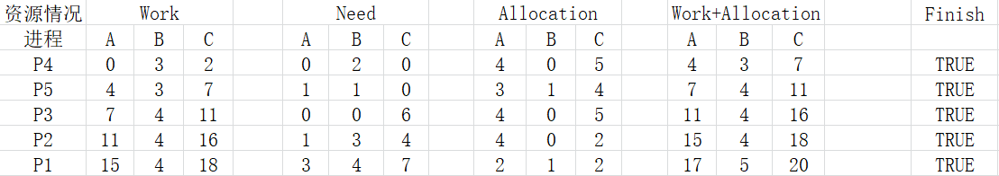 资源情况 Work Need Allocation Work+Allocation Finish
进程 A B C A B C A B C A B C
P4 0 3 2 0 2 0 4 0 5 4 3 7 TRUE
P5 4 3 7 1 1 0 3 1 4 7 4 11 TRUE
P3 7 4 11 0 0 6 4 0 5 11 4 16 TRUE
P2 11 4 16 1 3 4 4 0 2 15 4 18 TRUE
P1 15 4 18 3 4 7 2 1 2 17 5 20 TRUE